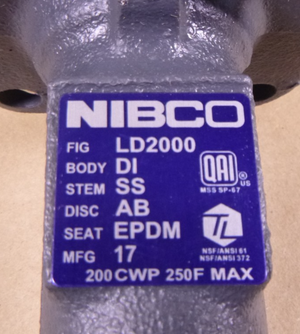 NIBCO
FIG LD2000
BODY DI
STEM SS
DISC AB
SEAT EPDM
MFG 17
200 CWP 250F MAX
QAI
US
MSS SP-67
NSF/ANSI 61
NSF/ANSI 372